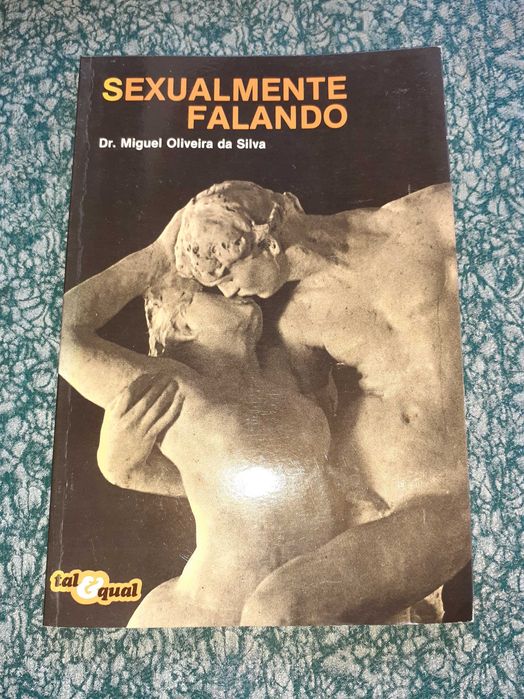 SEXUALMENTE
FALANDO
Dr. Miguel Oliveira da Silva
tal&qual